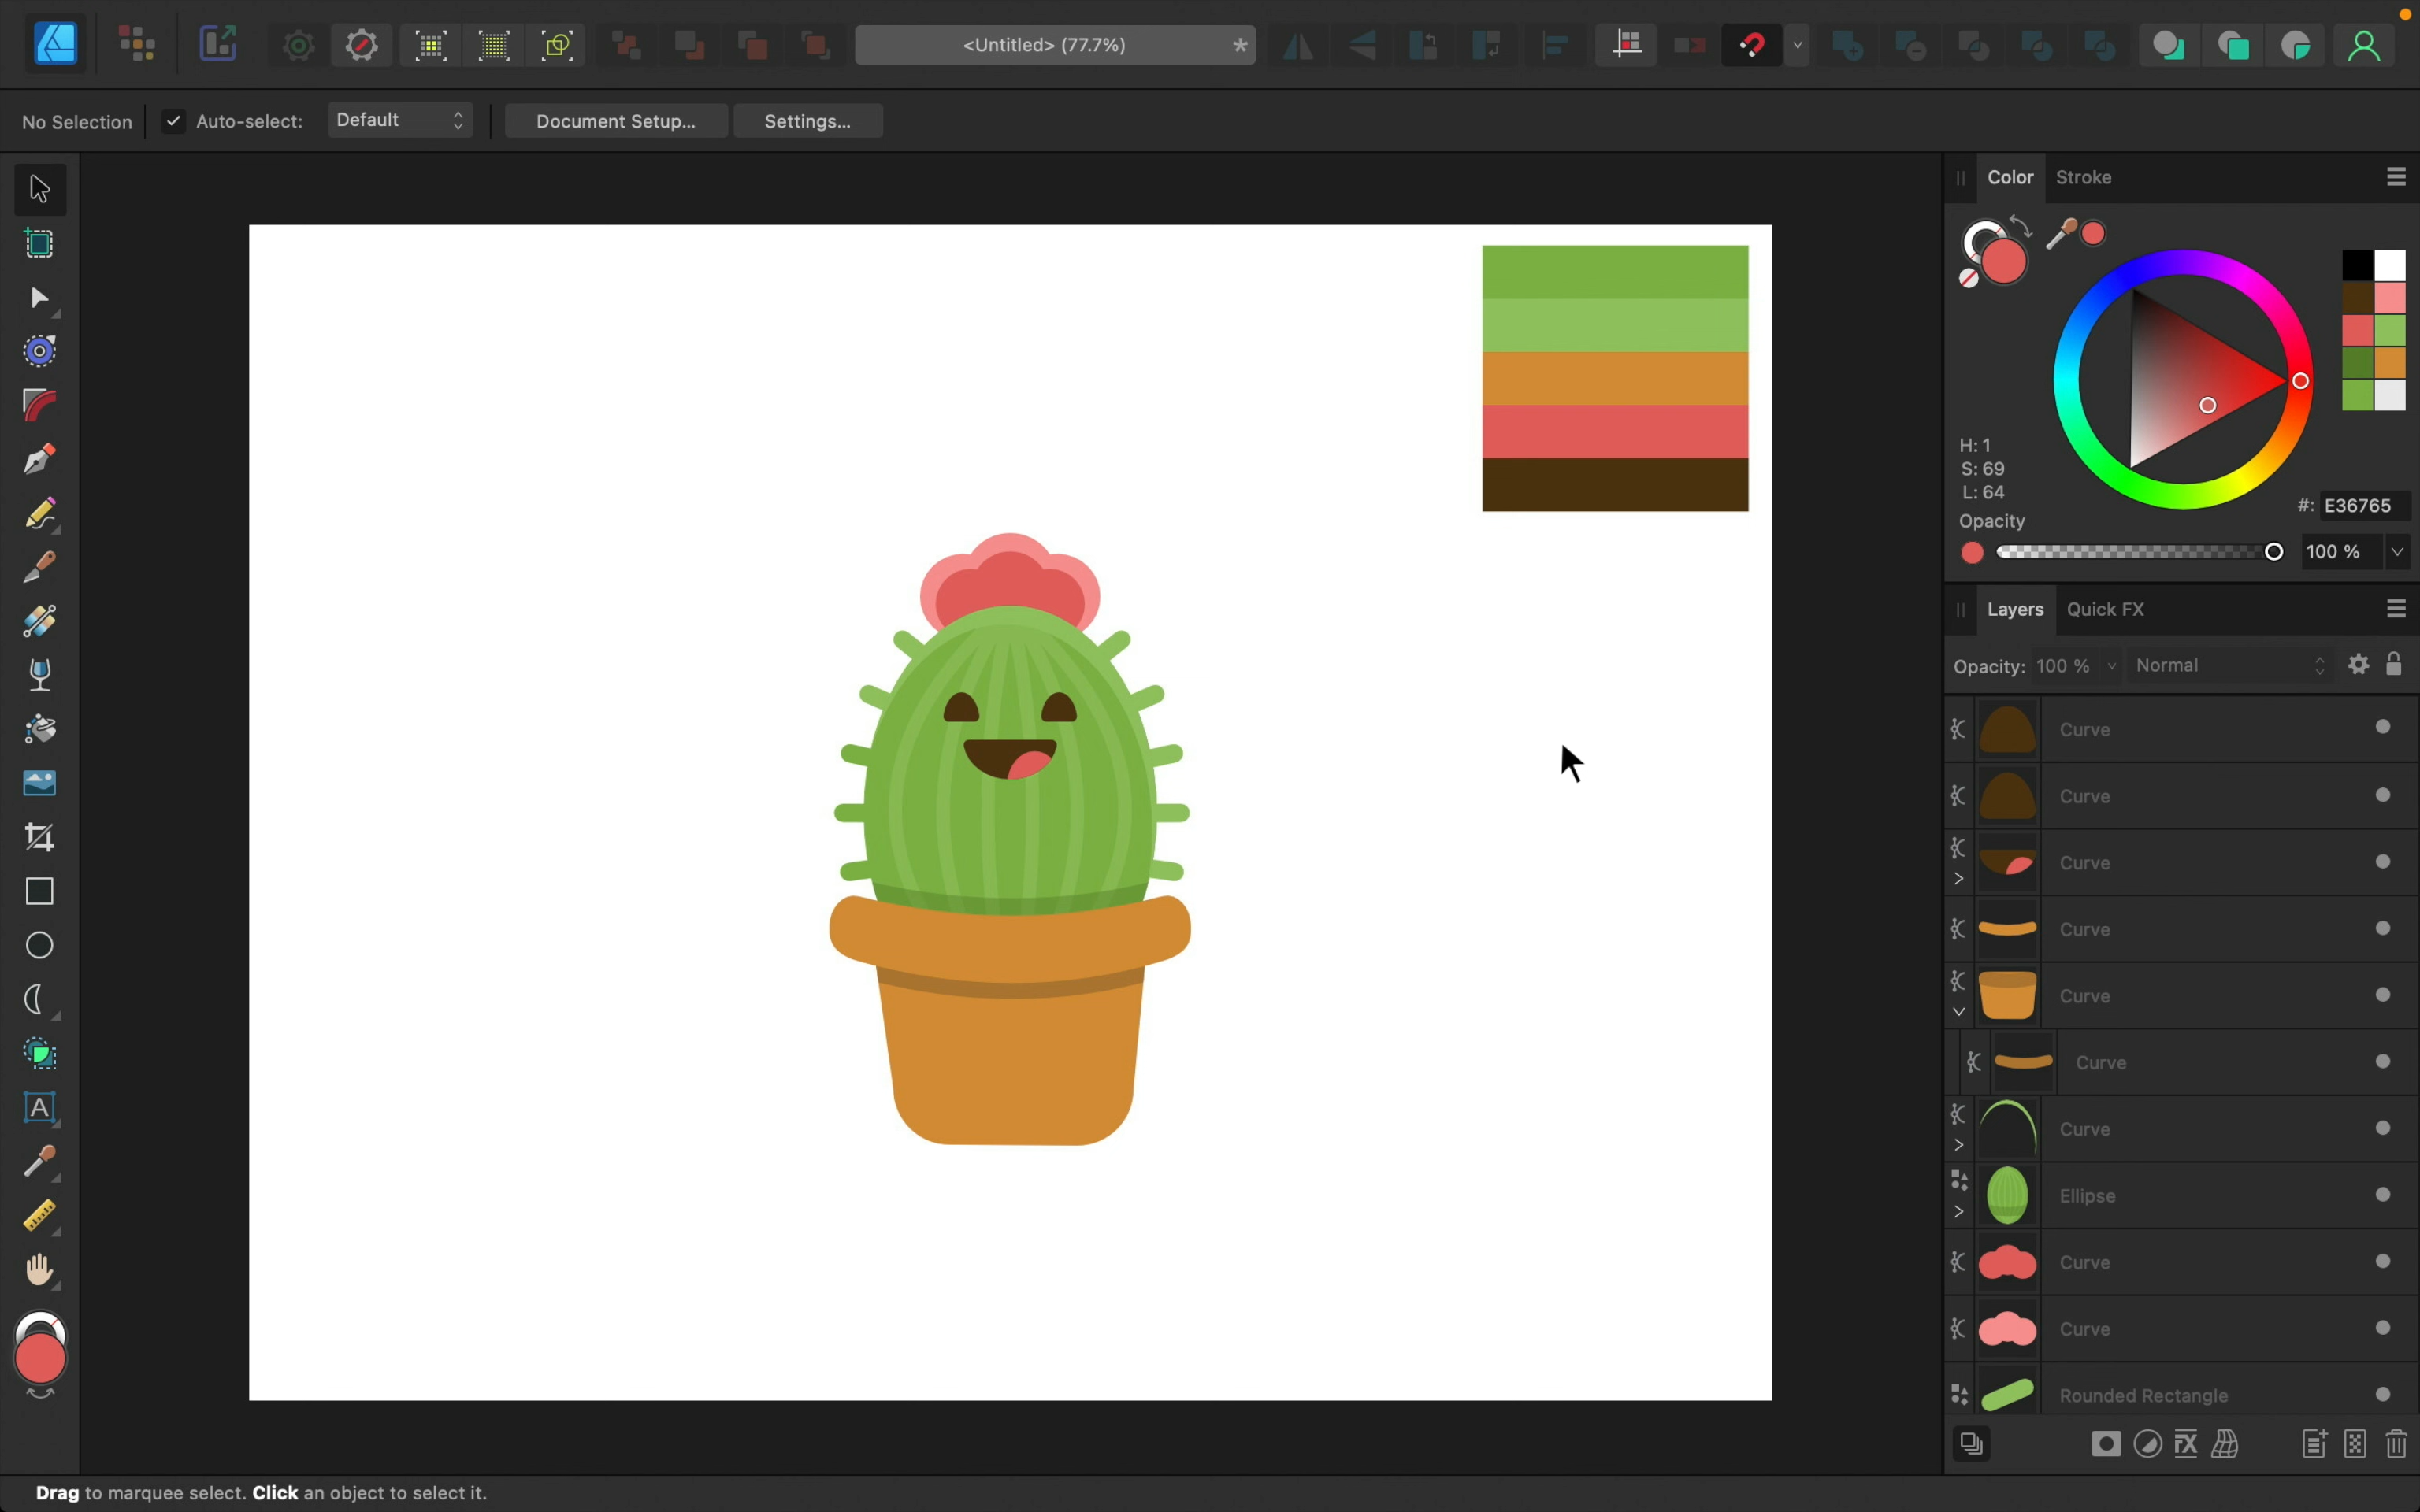 <Untitled> (77.7%)
*
No Selection
Auto-select:
Default
Document Setup...
Settings...
Color
Stroke
H: 1
S: 69
L: 64
#: E36765
Opacity
100 %
Layers
Quick FX
Opacity: 100 %
Normal
Curve
Curve
Curve
Curve
Curve
Curve
Curve
Ellipse
Curve
Curve
Rounded Rectangle
A
FX
Drag to marquee select. Click an object to select it.